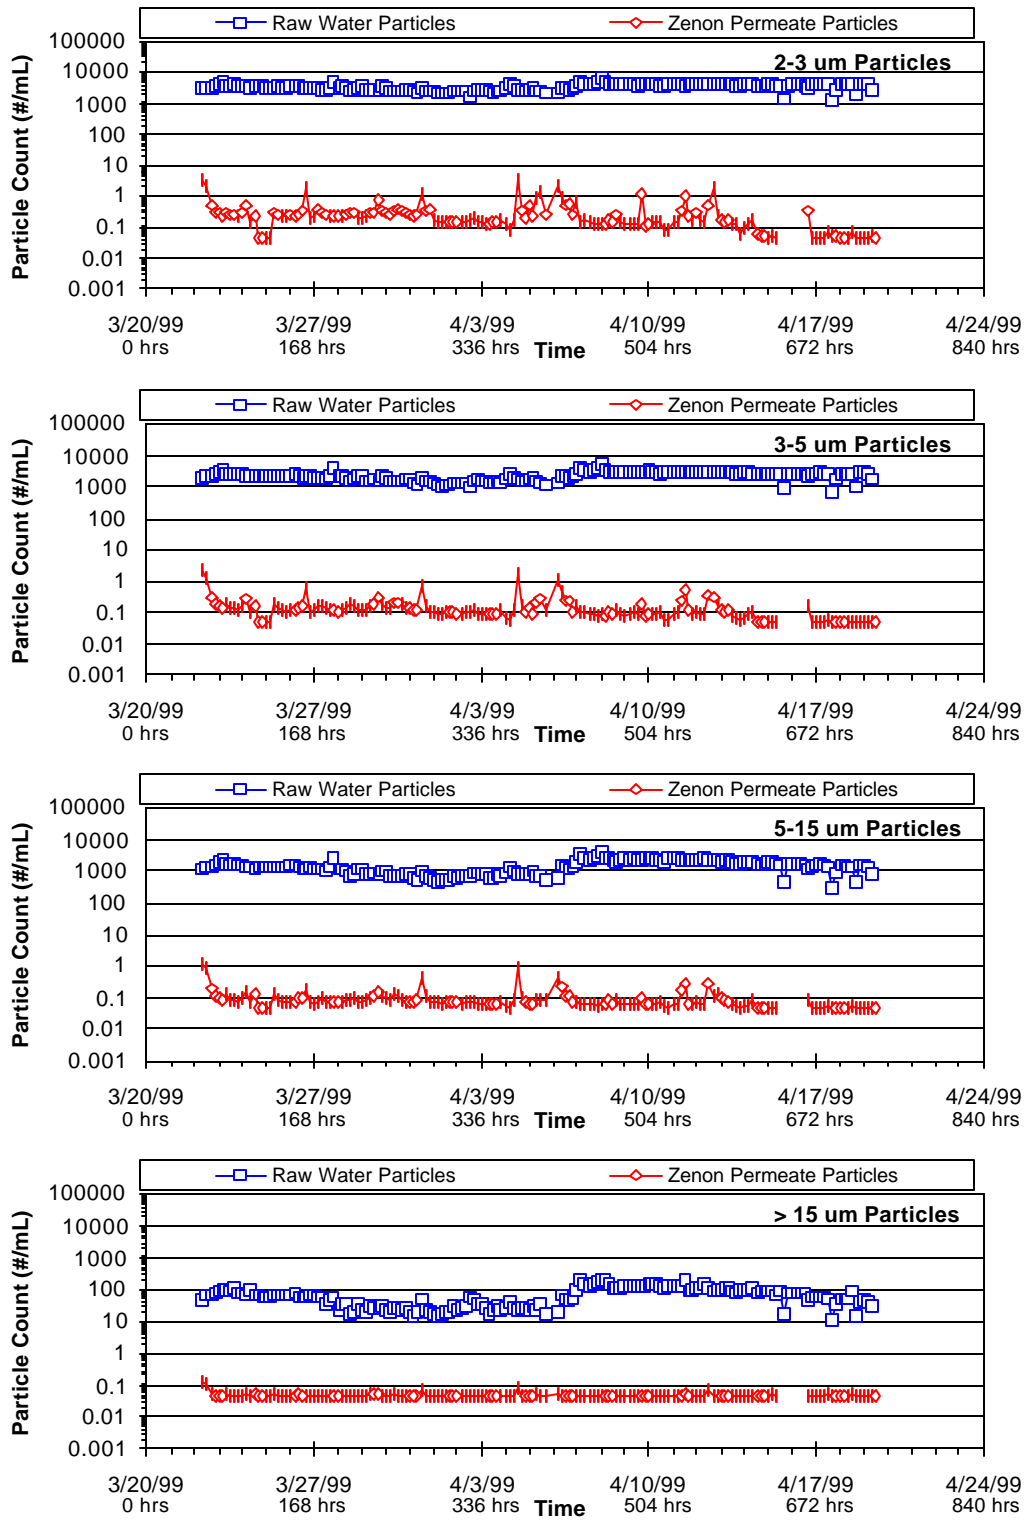 Raw Water Particles Zenon Permeate Particles
2-3 um Particles
Particle Count (#/mL)
100000
10000
1000
100
10
1
0.1
0.01
0.001
3/20/99 3/27/99 4/3/99 4/10/99 4/17/99 4/24/99
0 hrs 168 hrs 336 hrs 504 hrs 672 hrs 840 hrs
Time
Raw Water Particles Zenon Permeate Particles
3-5 um Particles
Particle Count (#/mL)
100000
10000
1000
100
10
1
0.1
0.01
0.001
3/20/99 3/27/99 4/3/99 4/10/99 4/17/99 4/24/99
0 hrs 168 hrs 336 hrs 504 hrs 672 hrs 840 hrs
Time
Raw Water Particles Zenon Permeate Particles
5-15 um Particles
Particle Count (#/mL)
100000
10000
1000
100
10
1
0.1
0.01
0.001
3/20/99 3/27/99 4/3/99 4/10/99 4/17/99 4/24/99
0 hrs 168 hrs 336 hrs 504 hrs 672 hrs 840 hrs
Time
Raw Water Particles Zenon Permeate Particles
> 15 um Particles
Particle Count (#/mL)
100000
10000
1000
100
10
1
0.1
0.01
0.001
3/20/99 3/27/99 4/3/99 4/10/99 4/17/99 4/24/99
0 hrs 168 hrs 336 hrs 504 hrs 672 hrs 840 hrs
Time